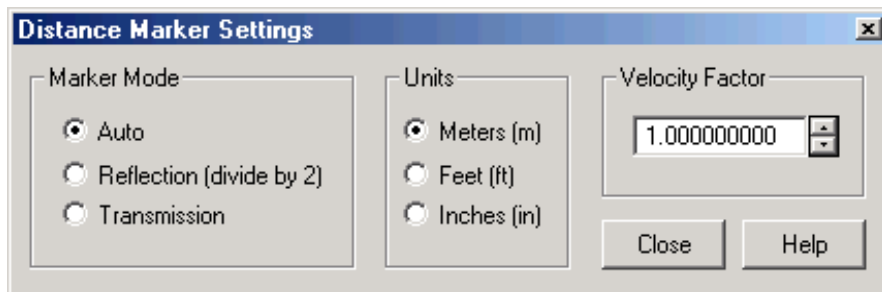 Distance Marker Settings
Marker Mode
Auto
Reflection (divide by 2)
Transmission
Units
Meters (m)
Feet (ft)
Inches (in)
Velocity Factor
1.000000000
Close
Help